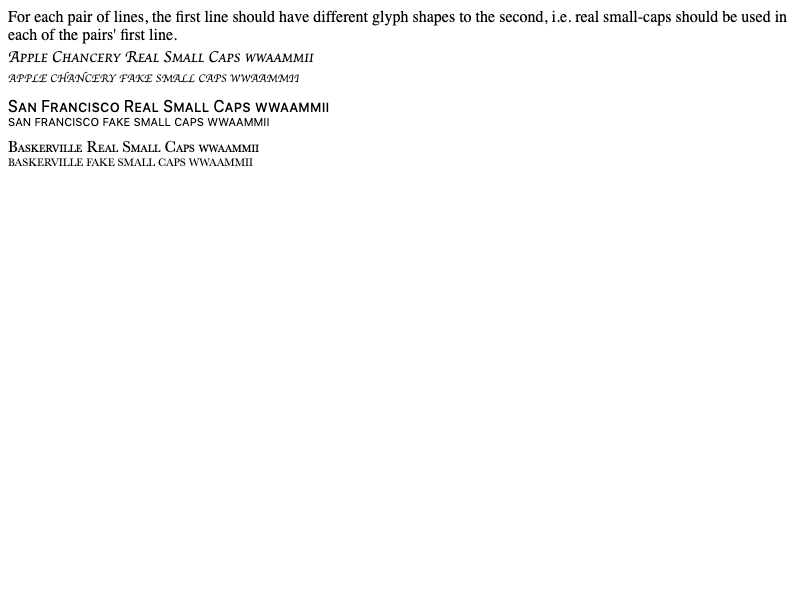 For each pair of lines, the first line should have different glyph shapes to the second, i.e. real small-caps should be used in
each of the pairs' first line.
Apple Chancery Real Small Caps wwaammii
APPLE CHANCERY FAKE SMALL CAPS WWAAMMII
San Francisco Real Small Caps wwaammii
SAN FRANCISCO FAKE SMALL CAPS WWAAMMII
Baskerville Real Small Caps wwaammii
BASKERVILLE FAKE SMALL CAPS WWAAMMII